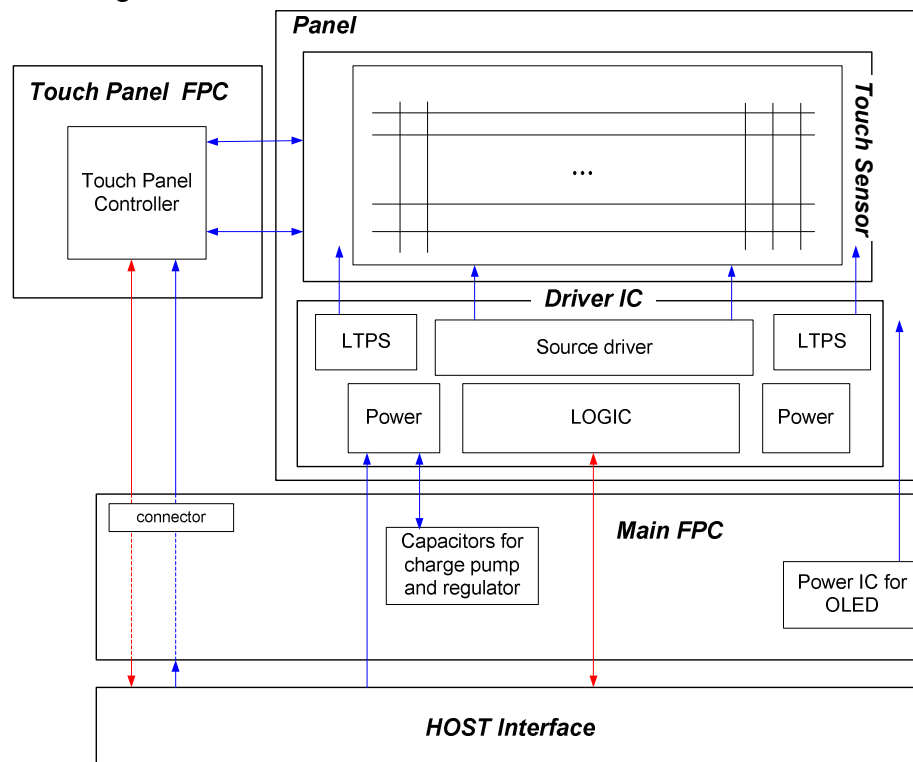 Panel
Touch Panel FPC
Touch Panel
Controller
...
Touch Sensor
Driver IC
LTPS
Source driver
LTPS
Power
LOGIC
Power
connector
Main FPC
Capacitors for
charge pump
and regulator
Power IC for
OLED
HOST Interface